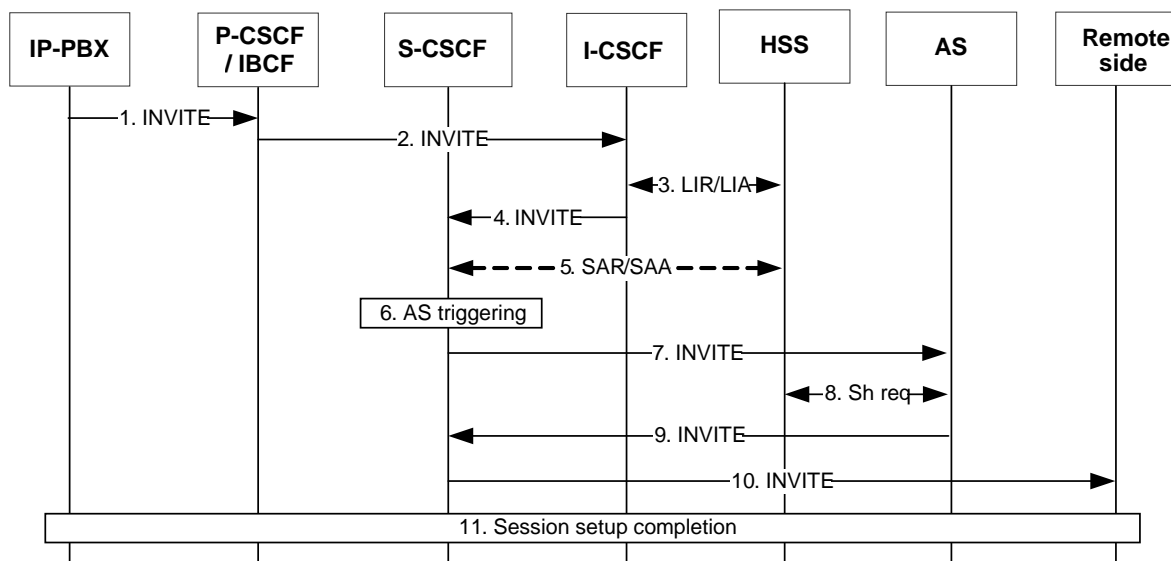 IP-PBX
P-CSCF
/ IBCF
S-CSCF
I-CSCF
HSS
AS
Remote
side
1. INVITE
2. INVITE
3. LIR/LIA
4. INVITE
5. SAR/SAA
6. AS triggering
7. INVITE
8. Sh req
9. INVITE
10. INVITE
11. Session setup completion